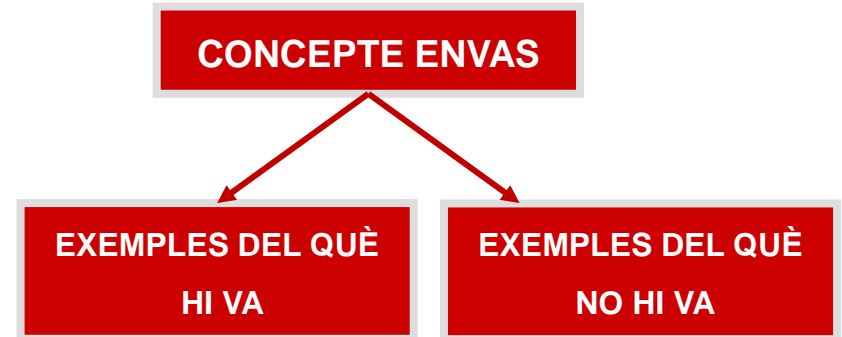 CONCEPTE ENVAS
EXEMPLES DEL QUÈ
HI VA
EXEMPLES DEL QUÈ
NO HI VA